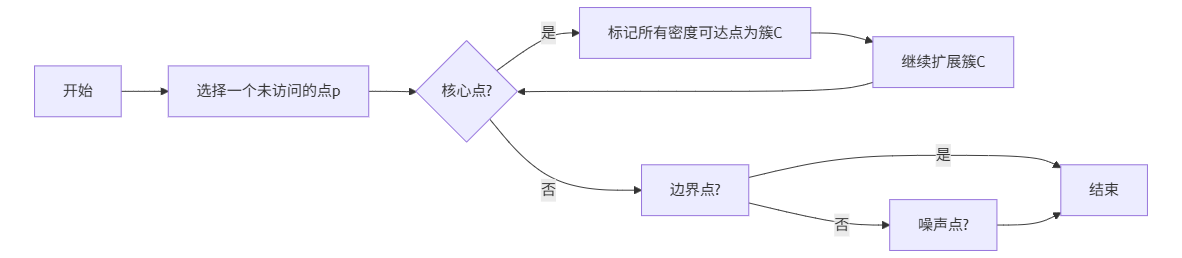 开始
选择一个未访问的点p
核心点?
是
标记所有密度可达点为簇C
继续扩展簇C
否
边界点?
是
否
噪声点?
结束